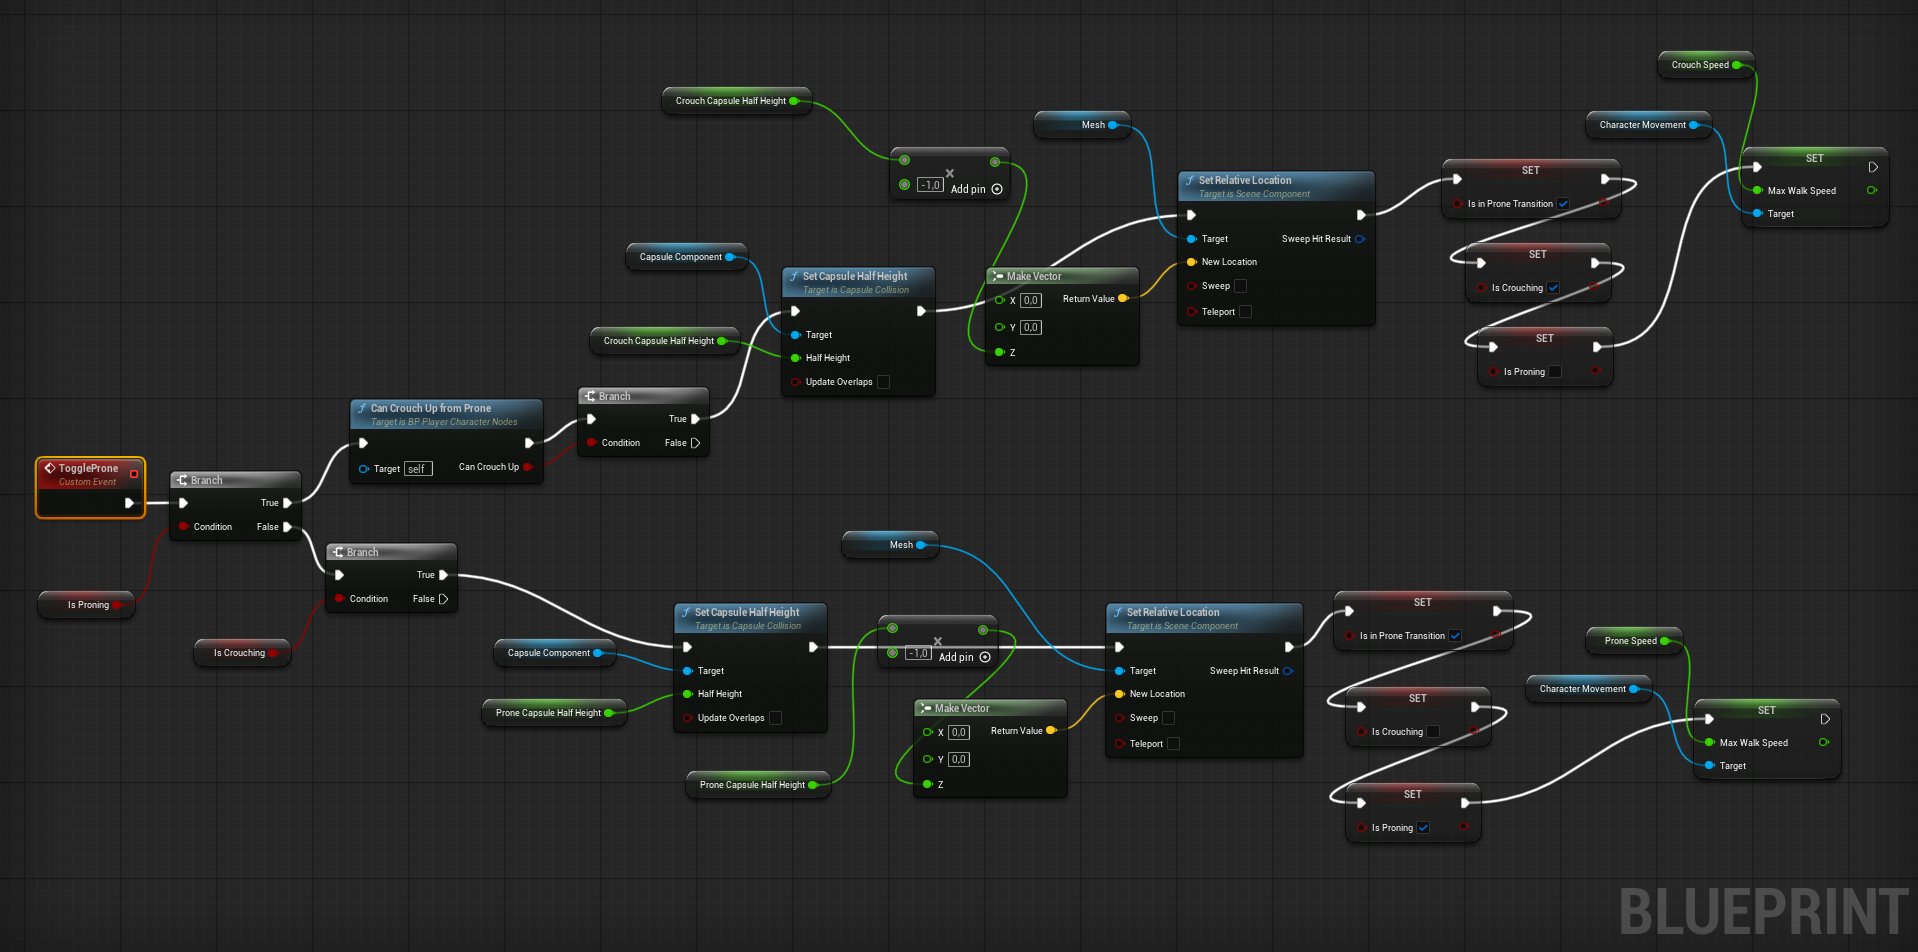 Crouch Speed
Crouch Capsule Half Height
Mesh
Character Movement
-1,0
Add pin
SET
Max Walk Speed
Target
Set Relative Location
Target is Scene Component
Target
Sweep Hit Result
New Location
Sweep
Teleport
SET
Is in Prone Transition
SET
Is Crouching
SET
Is Proning
Capsule Component
Set Capsule Half Height
Target is Capsule Collision
Target
Half Height
Update Overlaps
Make Vector
X 0,0
Return Value
Y 0,0
Z
Crouch Capsule Half Height
Can Crouch Up from Prone
Target is BP Player Character Nodes
Target self
Can Crouch Up
Branch
True
Condition
False
ToggleProne
Custom Event
Branch
True
Condition
False
Is Proning
Branch
True
Condition
False
Is Crouching
Mesh
Capsule Component
Prone Capsule Half Height
Set Capsule Half Height
Target is Capsule Collision
Target
Half Height
Update Overlaps
-1,0
Add pin
Prone Capsule Half Height
Make Vector
X 0,0
Return Value
Y 0,0
Z
Set Relative Location
Target is Scene Component
Target
Sweep Hit Result
New Location
Sweep
Teleport
SET
Is in Prone Transition
SET
Is Crouching
SET
Is Proning
Prone Speed
Character Movement
SET
Max Walk Speed
Target
BLUEPRINT